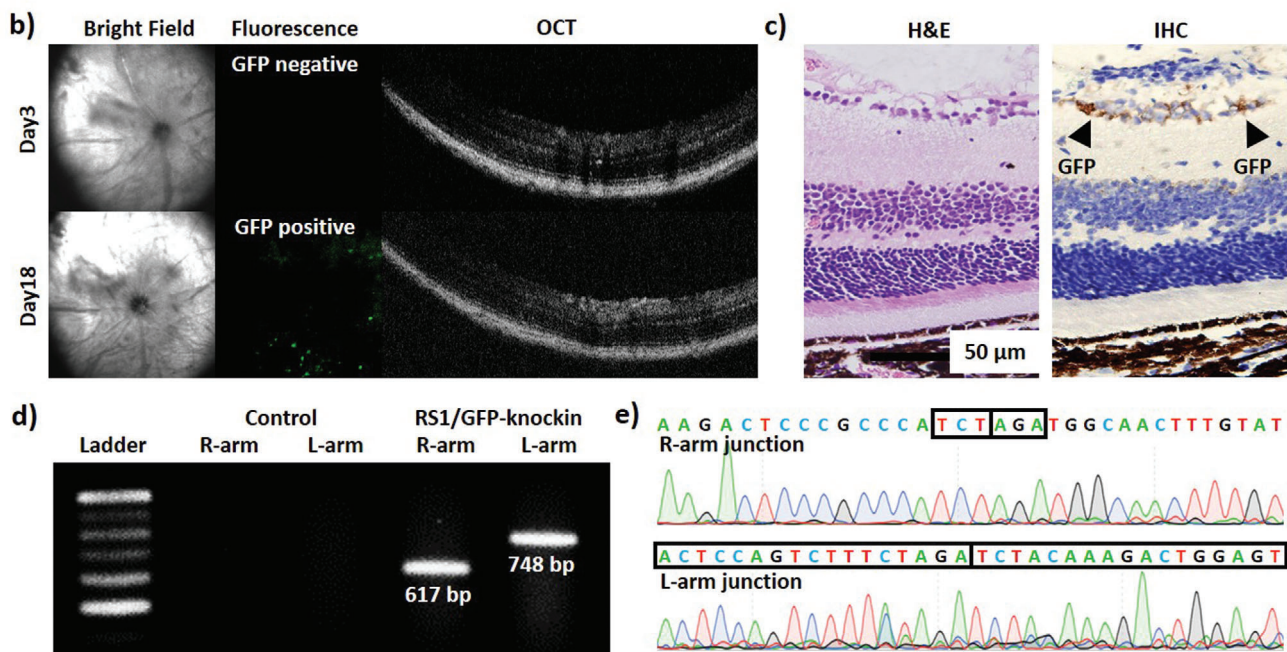 b)
Bright Field Fluorescence OCT
Day3
GFP negative
Day18
GFP positive
c)
H&E IHC
GFP GFP
50 µm
d)
Control RS1/GFP-knockin
Ladder R-arm L-arm R-arm L-arm
617 bp
748 bp
e)
A A G A C T C C C G C C C A T C T A G A T G G C A A C T T T G T A T
R-arm junction
A C T C C A G T C T T T C T A G A T C T A C A A A G A C T G G A G T
L-arm junction